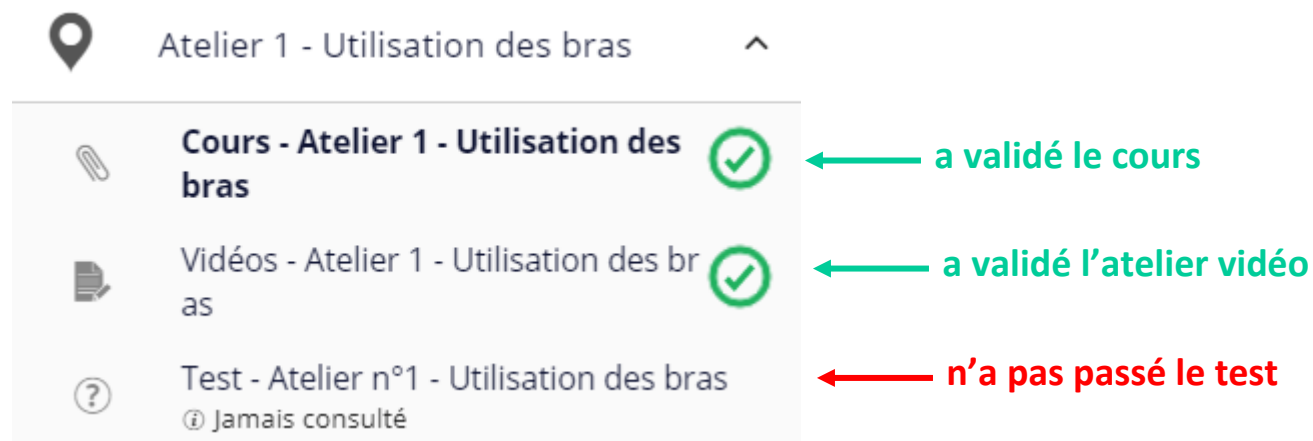 Atelier 1 - Utilisation des bras
Cours - Atelier 1 - Utilisation des
bras
a validé le cours
Vidéos - Atelier 1 - Utilisation des br
as
a validé l’atelier vidéo
Test - Atelier n°1 - Utilisation des bras
Jamais consulté
n’a pas passé le test